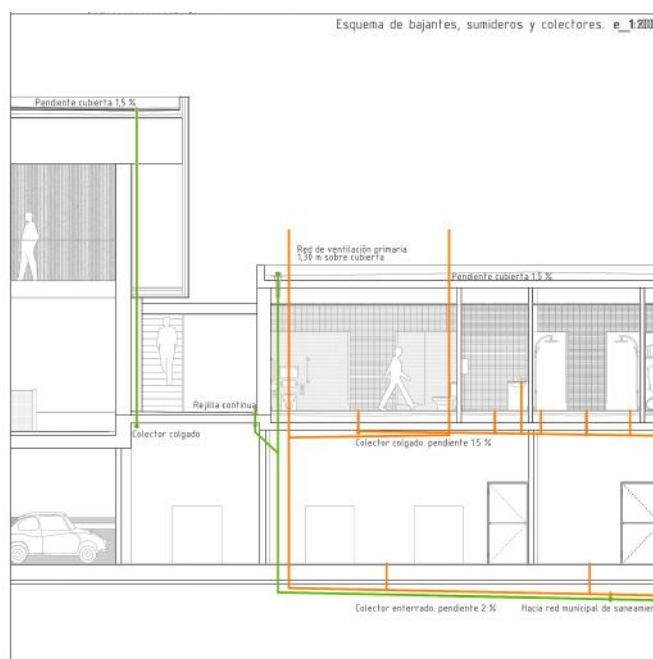 Esquema de bajantes, sumideros y colectores.
Pendiente cubierta 1,5 %
Red de ventilación primaria
1,30 m sobre cubierta
Pendiente cubierta 1,5 %
Rejilla continua
Colector colgado
Colector colgado. pendiente 1.5 %
Colector enterrado. pendiente 2 %
Hacia red municipal de